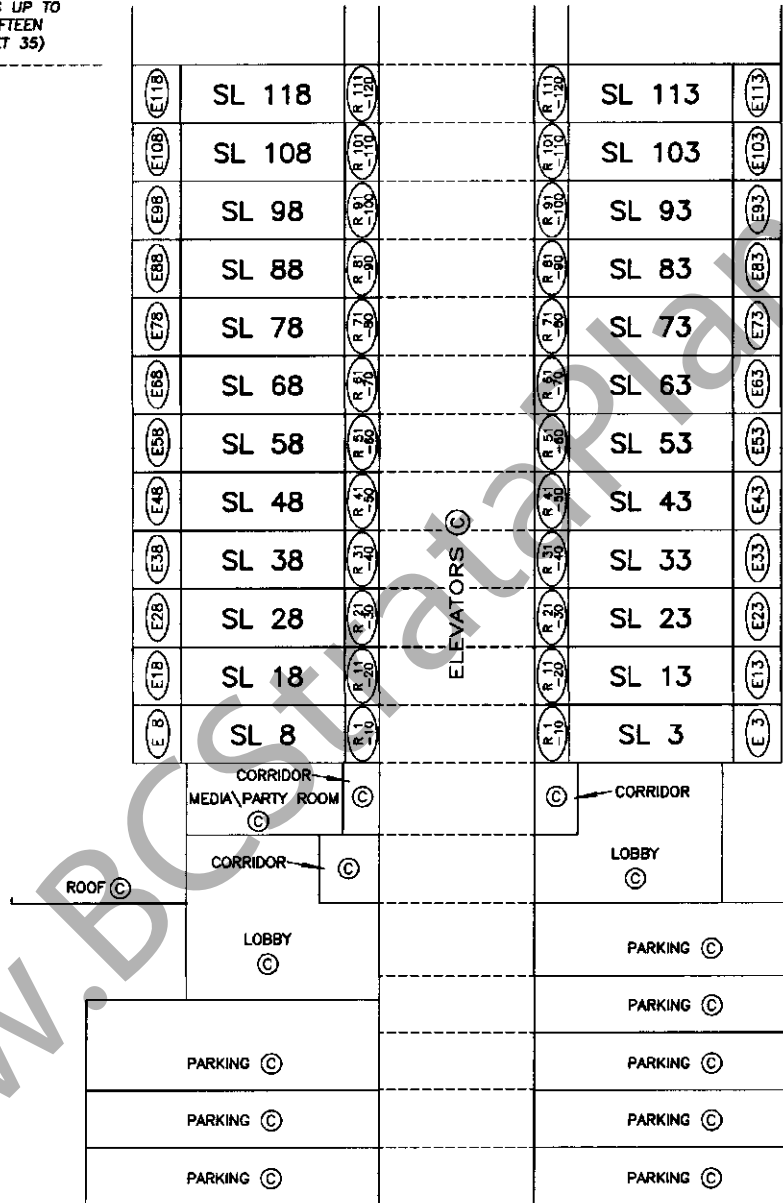 S UP TO
FTEEN
T 35)
E118 SL 118 R 111 -120 R 111 -120 SL 113 E113
E108 SL 108 R 101 -110 R 101 -110 SL 103 E103
E98 SL 98 R 91 -100 R 91 -100 SL 93 E93
E88 SL 88 R 81 -90 R 81 -90 SL 83 E83
E78 SL 78 R 71 -80 R 71 -80 SL 73 E73
E68 SL 68 R 61 -70 R 61 -70 SL 63 E63
E58 SL 58 R 51 -60 R 51 -60 SL 53 E53
E48 SL 48 R 41 -50 R 41 -50 SL 43 E43
ELEVATORS C
E38 SL 38 R 31 -40 R 31 -40 SL 33 E33
E28 SL 28 R 21 -30 R 21 -30 SL 23 E23
E18 SL 18 R 11 -20 R 11 -20 SL 13 E13
E 8 SL 8 R 1 -10 R 1 -10 SL 3 E 3
CORRIDOR
MEDIA\PARTY ROOM C C C CORRIDOR
CORRIDOR C LOBBY C
ROOF C
LOBBY C
PARKING C
PARKING C
PARKING C PARKING C
PARKING C PARKING C
PARKING C PARKING C
w.BCStrataPlan